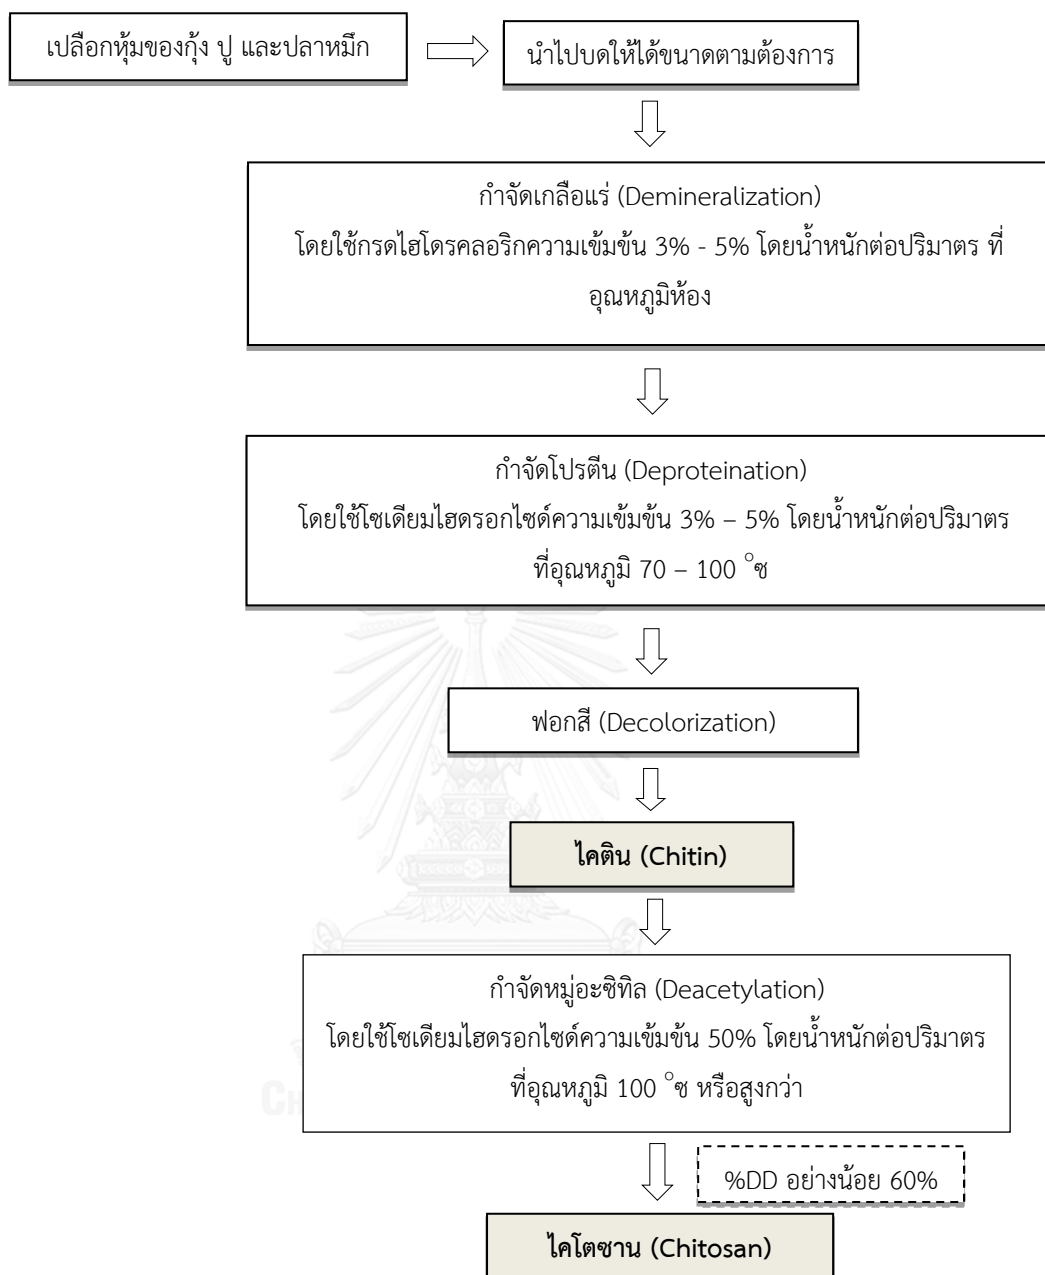 เปลือกหุ้มของกุ้ง ปู และปลาหมึก
นำไปบดให้ได้ขนาดตามต้องการ
กำจัดเกลือแร่ (Demineralization)
โดยใช้กรดไฮโดรคลอริกความเข้มข้น 3% - 5% โดยน้ำหนักต่อปริมาตร ที่
อุณหภูมิห้อง
กำจัดโปรตีน (Deproteination)
โดยใช้โซเดียมไฮดรอกไซด์ความเข้มข้น 3% – 5% โดยน้ำหนักต่อปริมาตร
ที่อุณหภูมิ 70 – 100 °ซ
ฟอกสี (Decolorization)
ไคติน (Chitin)
กำจัดหมู่อะซิทิล (Deacetylation)
โดยใช้โซเดียมไฮดรอกไซด์ความเข้มข้น 50% โดยน้ำหนักต่อปริมาตร
ที่อุณหภูมิ 100 °ซ หรือสูงกว่า
%DD อย่างน้อย 60%
ไคโตซาน (Chitosan)